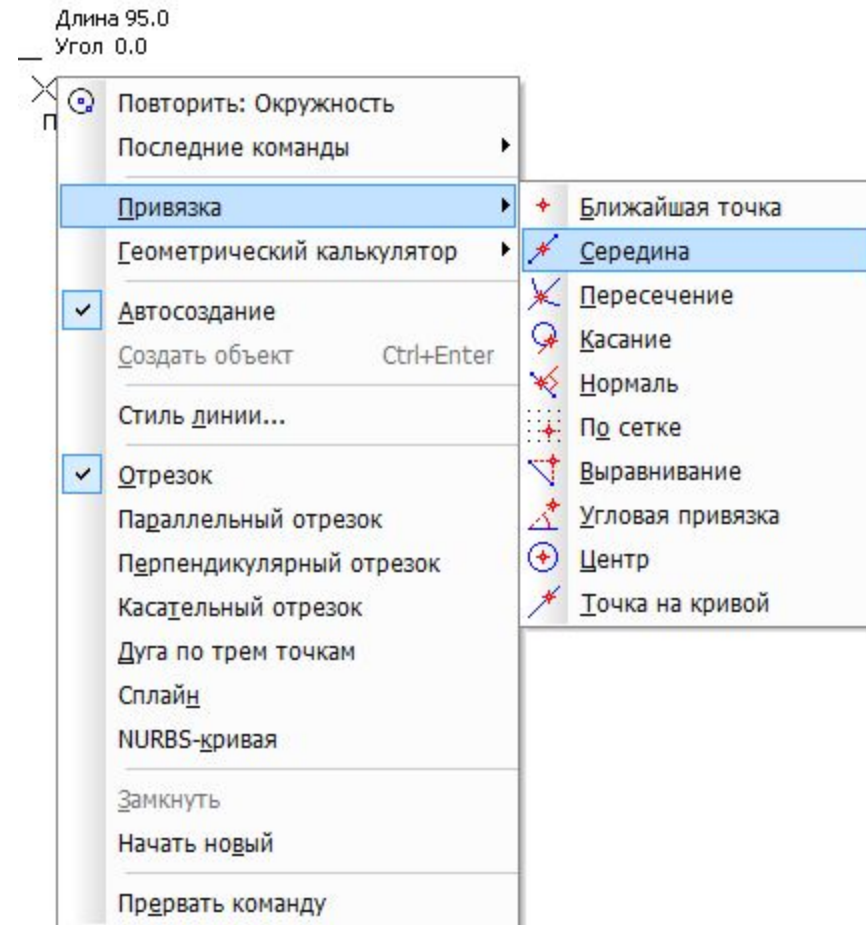 Длина 95.0
Угол 0.0
П
Повторить: Окружность
Последние команды
Привязка
Геометрический калькулятор
Автосоздание
Создать объект Ctrl+Enter
Стиль линии...
Отрезок
Параллельный отрезок
Перпендикулярный отрезок
Касательный отрезок
Дуга по трем точкам
Сплайн
NURBS-кривая
Замкнуть
Начать новый
Прервать команду
Ближайшая точка
Середина
Пересечение
Касание
Нормаль
По сетке
Выравнивание
Угловая привязка
Центр
Точка на кривой